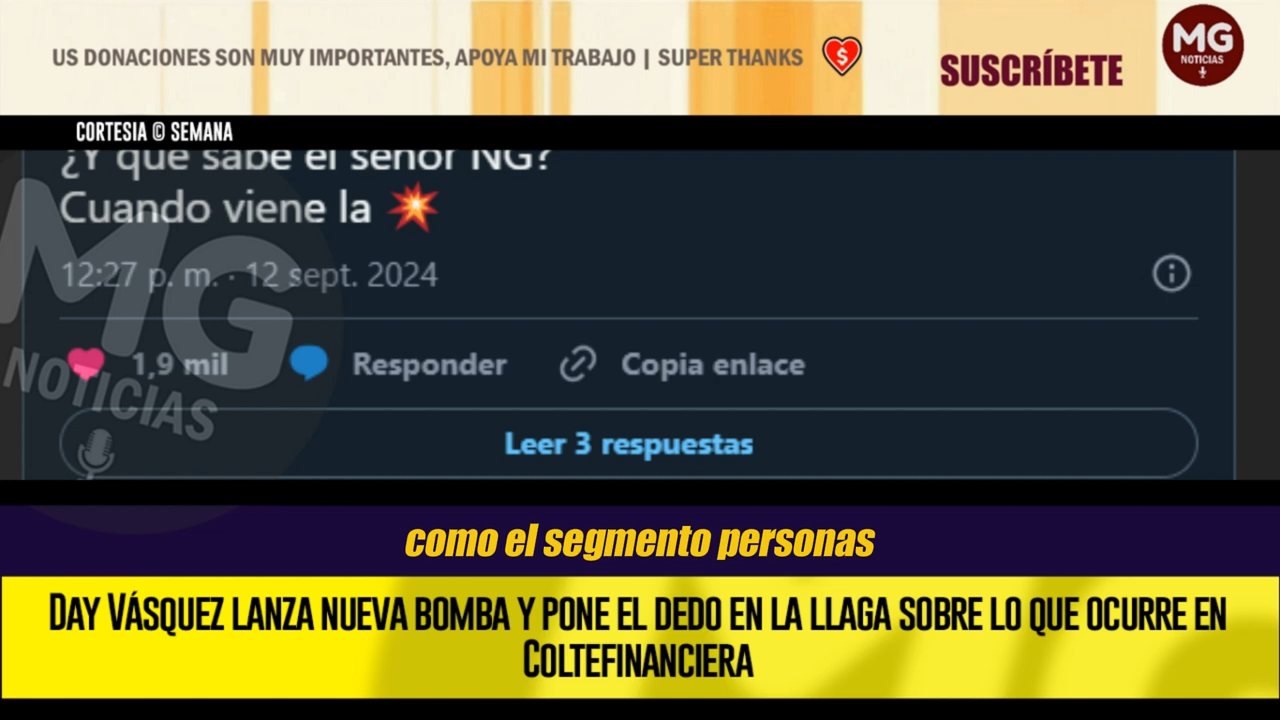 US DONACIONES SON MUY IMPORTANTES, APOYA MI TRABAJO | SUPER THANKS
SUSCRÍBETE
MG
NOTICIAS
CORTESIA © SEMANA
¿Y que sabe el señor NG?
Cuando viene la 💥
12:27 p. m. · 12 sept. 2024
1,9 mil Responder Copia enlace
Leer 3 respuestas
MG
NOTICIAS
como el segmento personas
DAY VÁSQUEZ LANZA NUEVA BOMBA Y PONE EL DEDO EN LA LLAGA SOBRE LO QUE OCURRE EN
COLTEFINANCIERA